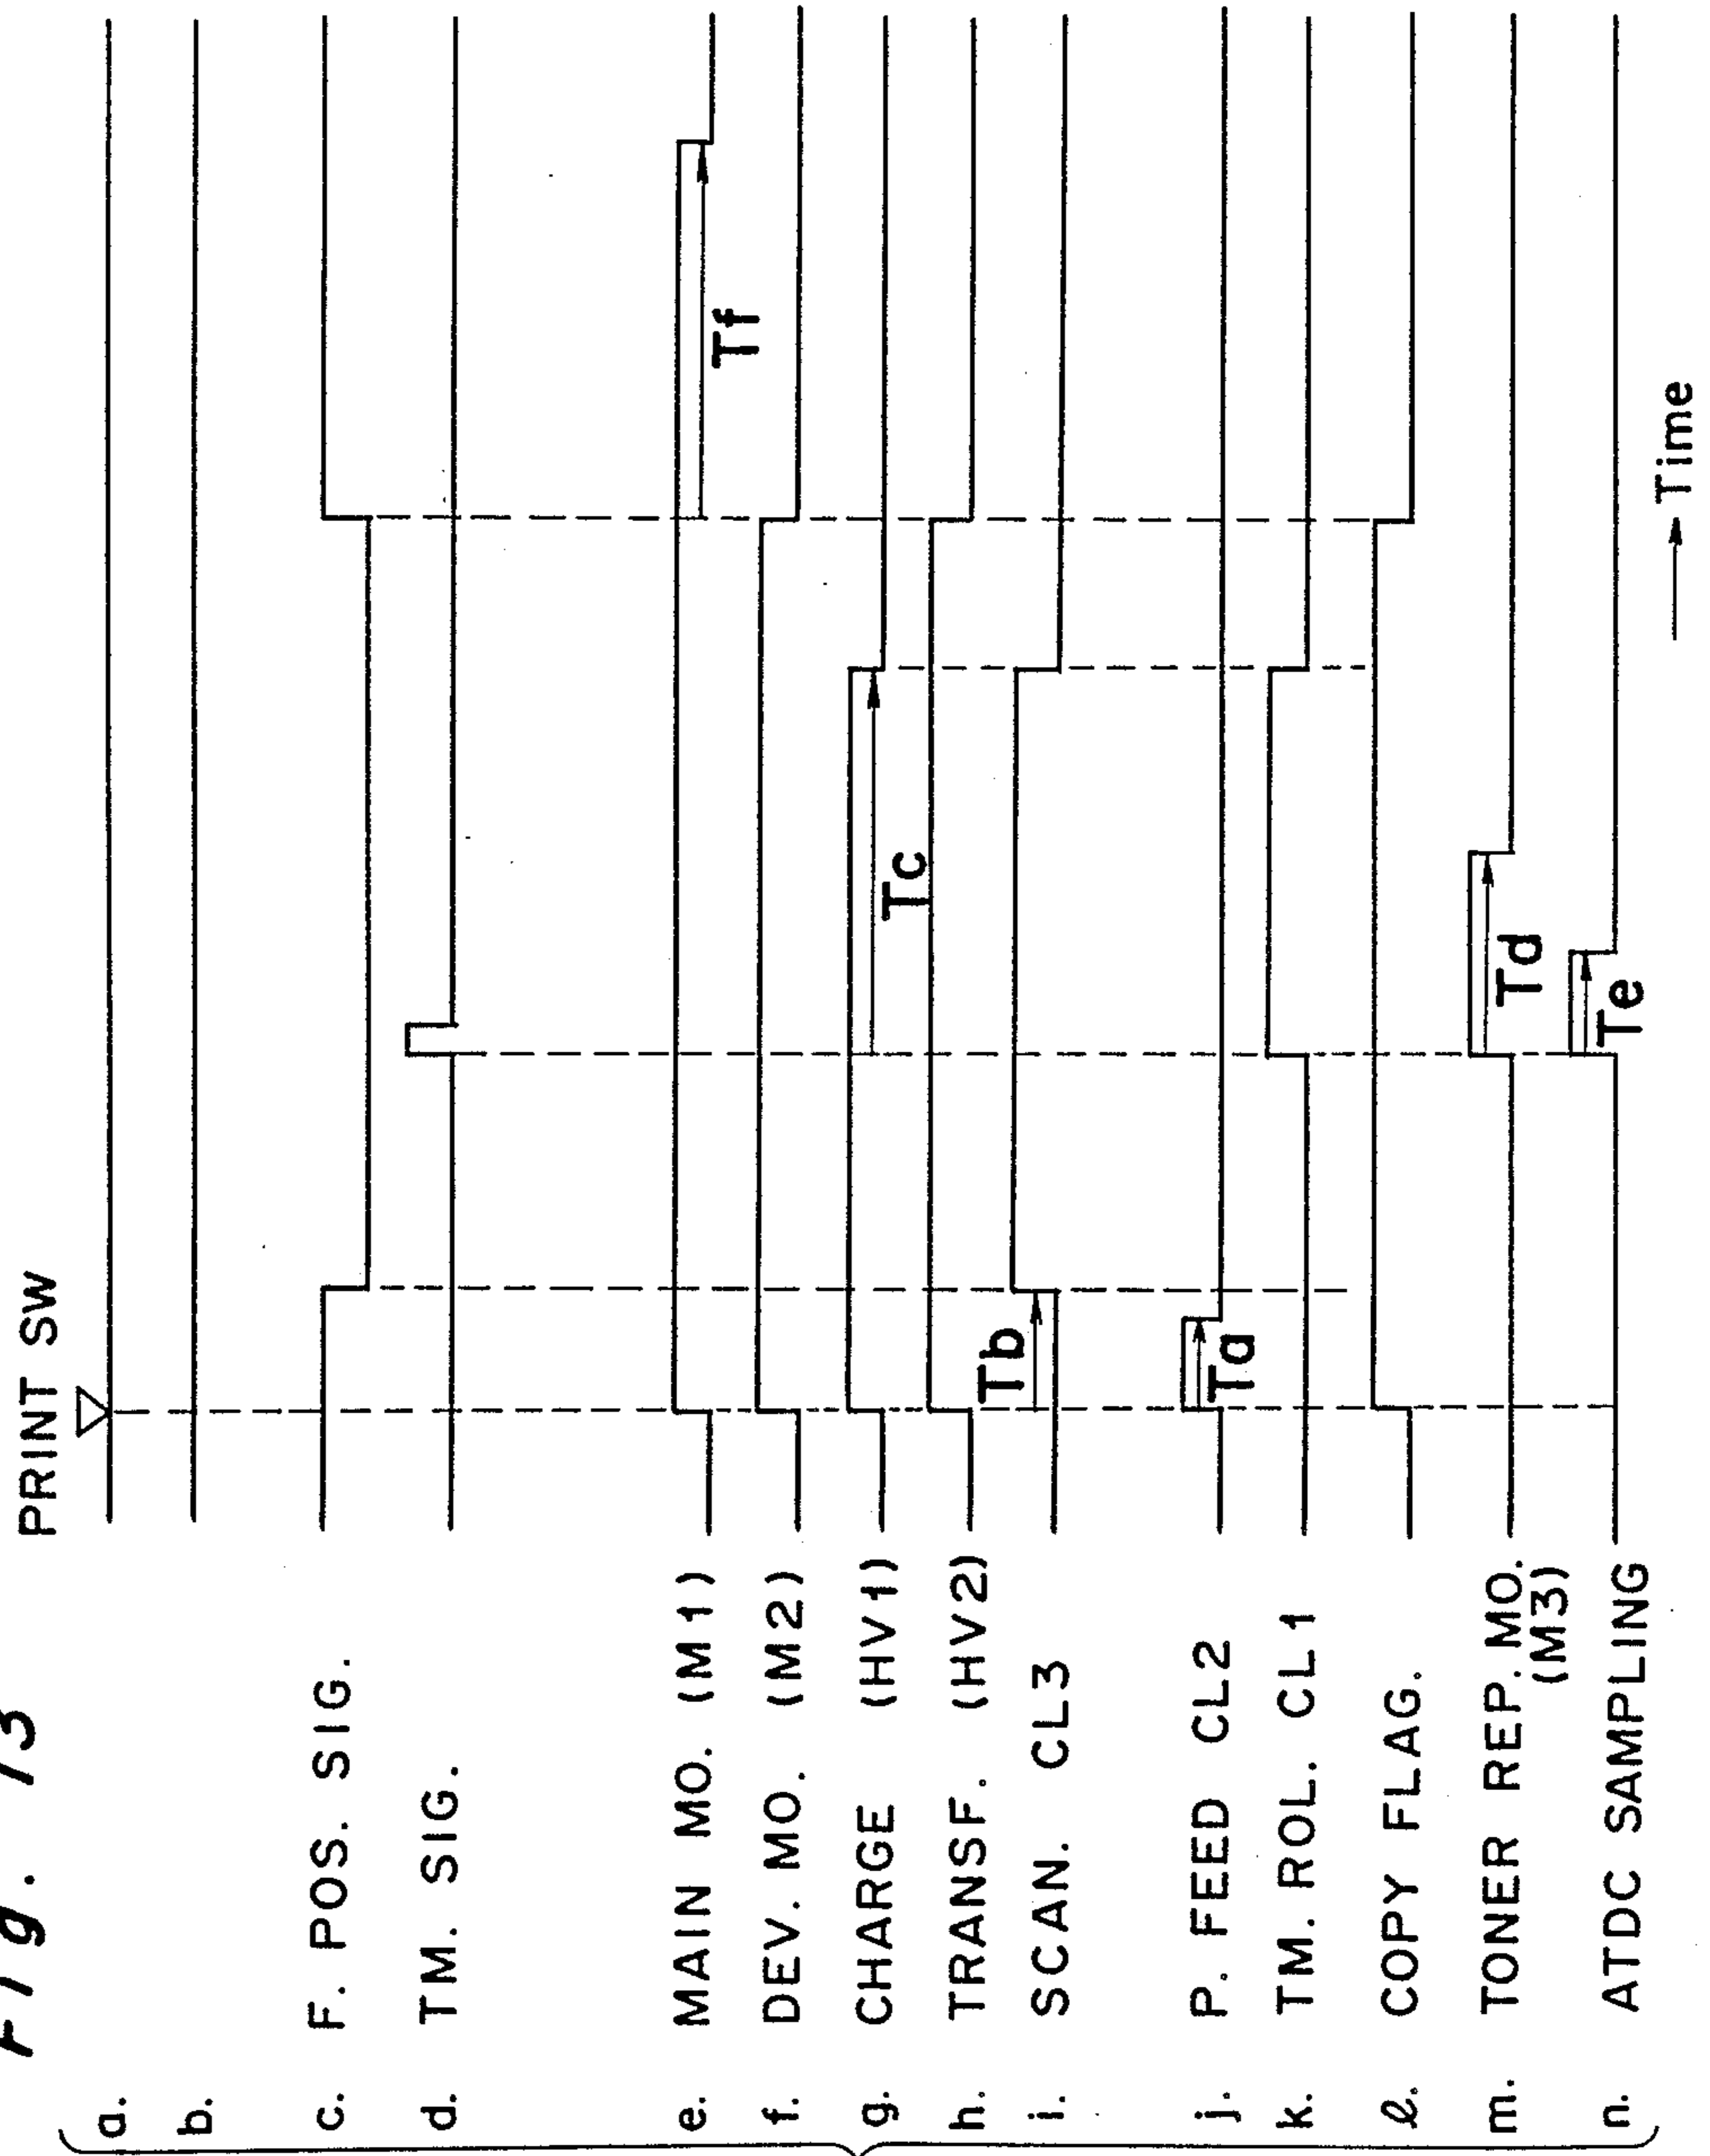 Fig. 13
PRINT SW
a.
b.
c. F. POS. SIG.
d. TM. SIG.
e. MAIN MO. (M1)
f. DEV. MO. (M2)
g. CHARGE (HV1)
h. TRANSF. (HV2)
i. SCAN. CL3
j. P. FEED CL2
k. TM. ROL. CL1
ℓ. COPY FLAG.
m. TONER REP. MO.
(M3)
n. ATDC SAMPLING
Tf
Tc
Tb
Ta
Td
Te
Time